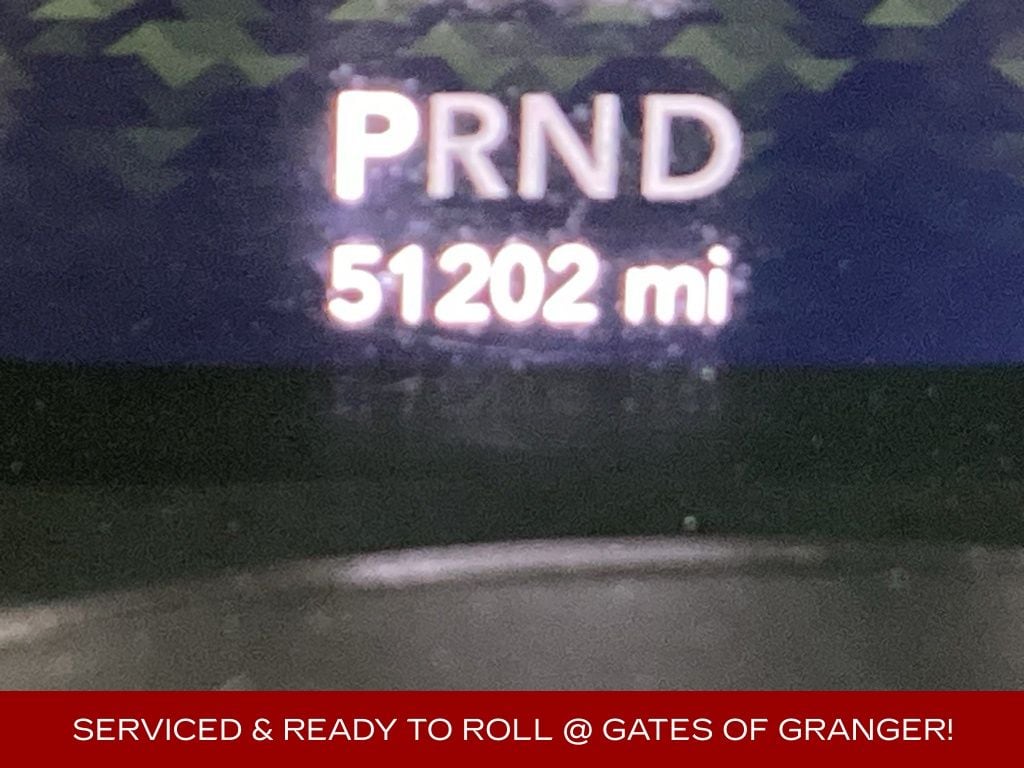 PRND
51202 mi
SERVICED & READY TO ROLL @ GATES OF GRANGER!